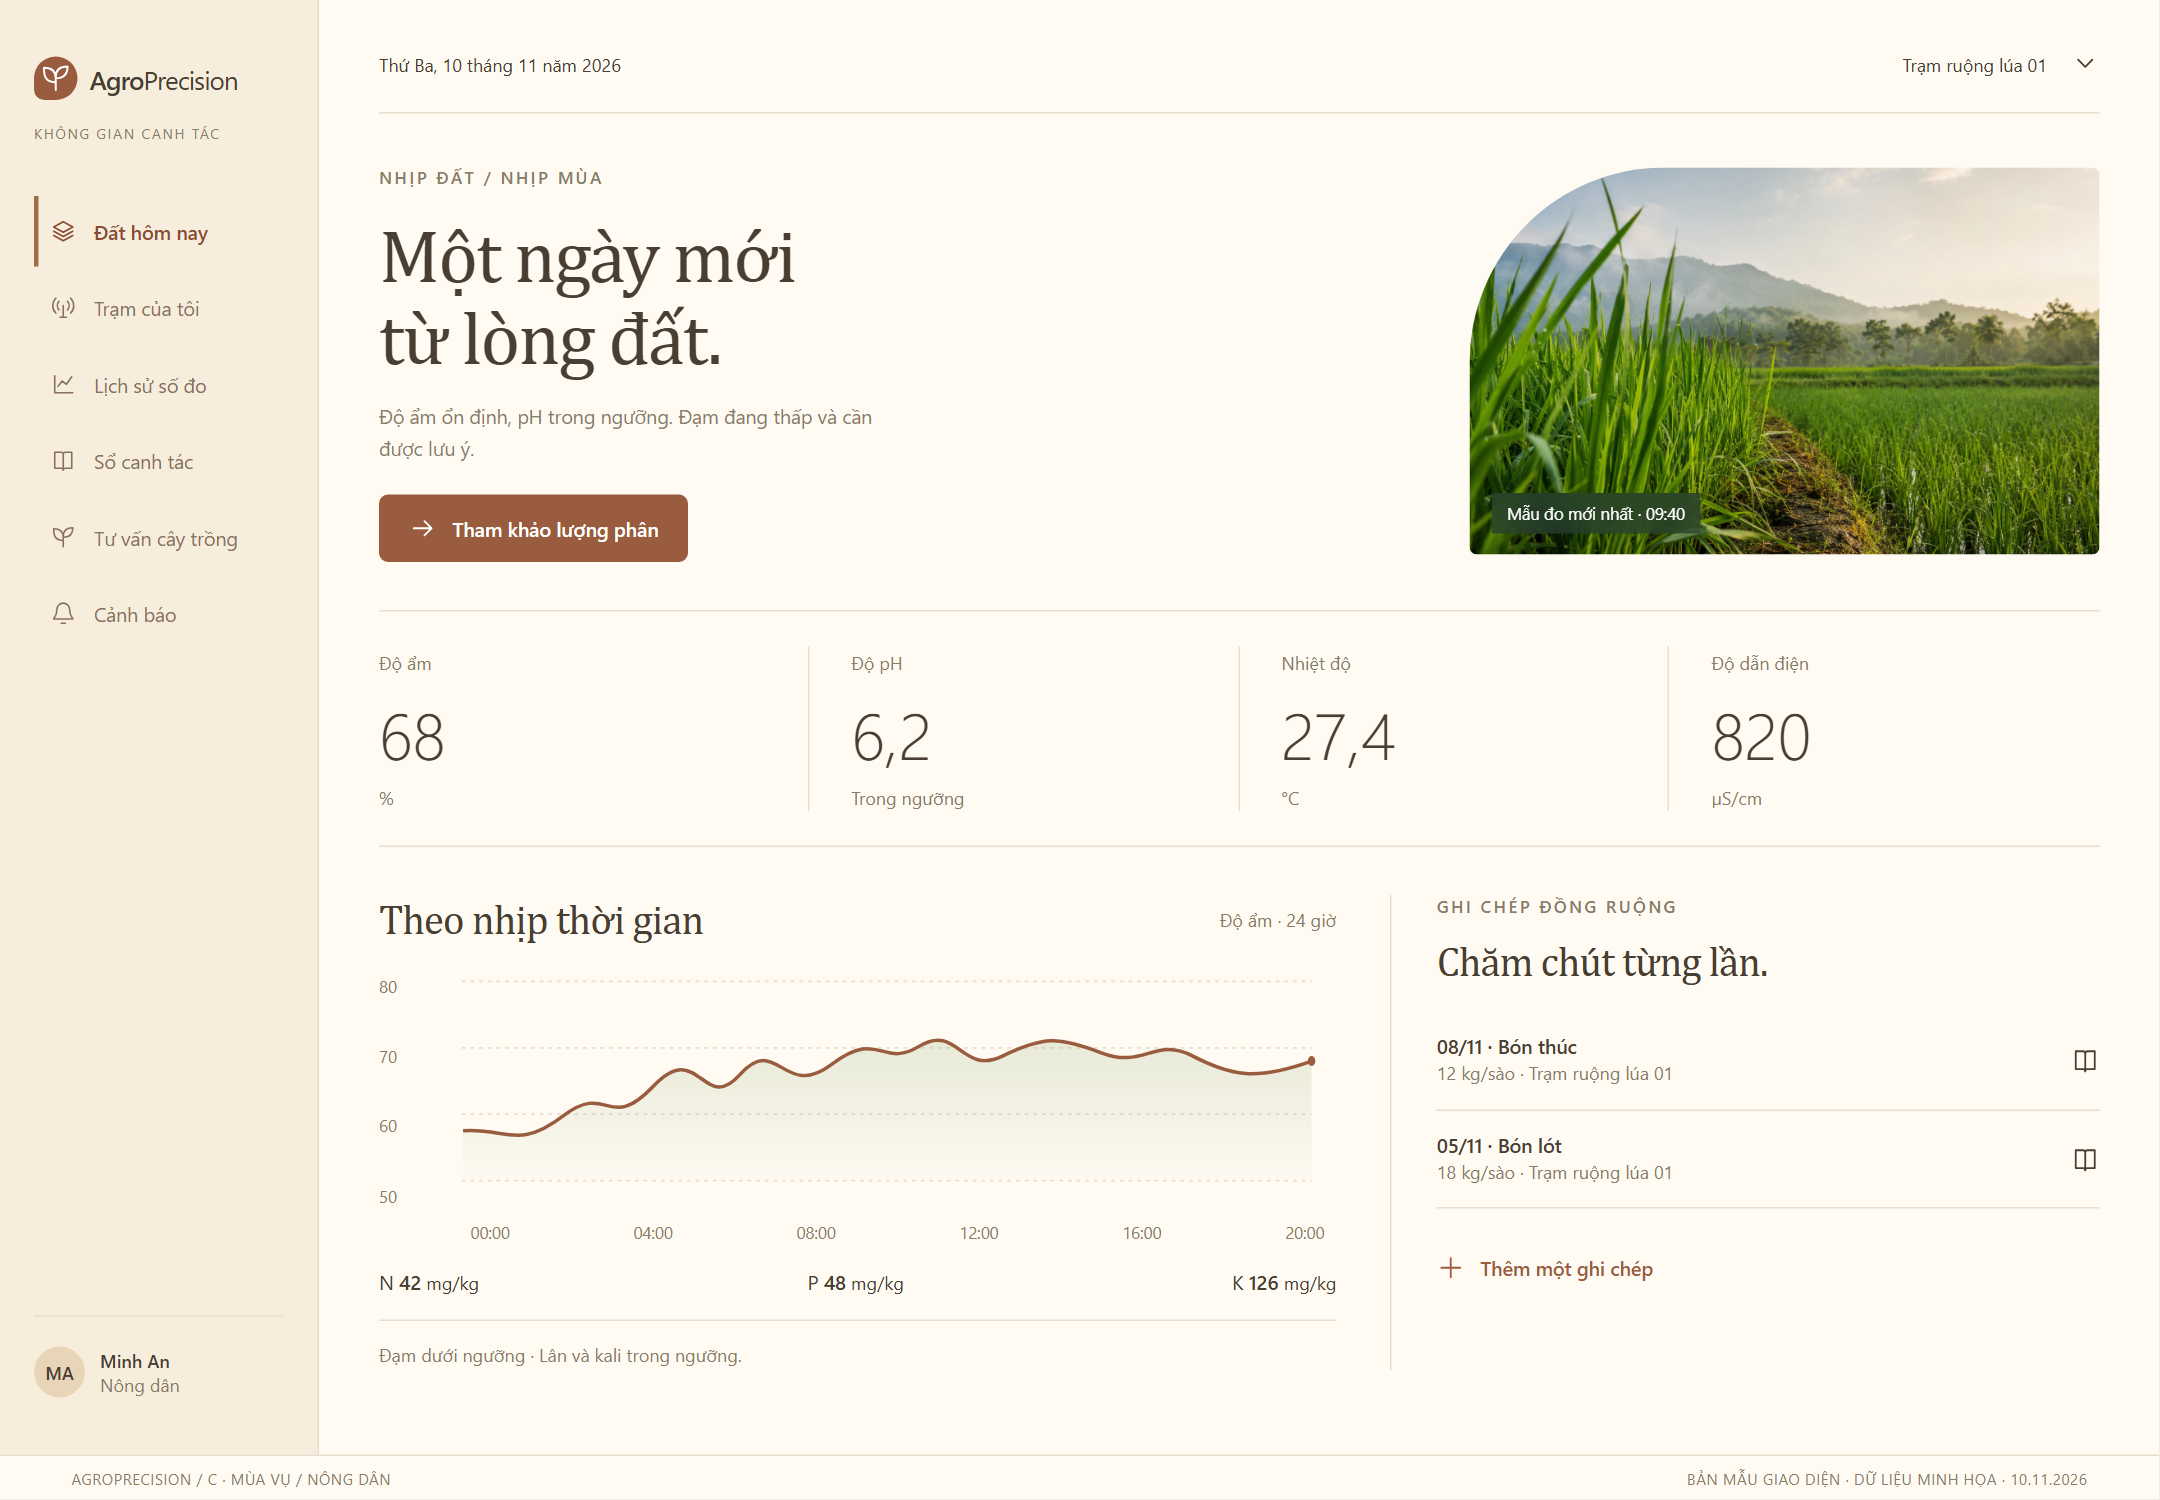 AgroPrecision
KHÔNG GIAN CANH TÁC
Đất hôm nay
Trạm của tôi
Lịch sử số đo
Sổ canh tác
Tư vấn cây trồng
Cảnh báo
MA
Minh An
Nông dân
Thứ Ba, 10 tháng 11 năm 2026
Trạm ruộng lúa 01
NHỊP ĐẤT / NHỊP MÙA
Một ngày mới
từ lòng đất.
Độ ẩm ổn định, pH trong ngưỡng. Đạm đang thấp và cần
được lưu ý.
Tham khảo lượng phân
Mẫu đo mới nhất · 09:40
Độ ẩm
68
%
Độ pH
6,2
Trong ngưỡng
Nhiệt độ
27,4
°C
Độ dẫn điện
820
µS/cm
Theo nhịp thời gian
Độ ẩm · 24 giờ
80
70
60
50
00:00 04:00 08:00 12:00 16:00 20:00
N 42 mg/kg P 48 mg/kg K 126 mg/kg
Đạm dưới ngưỡng · Lân và kali trong ngưỡng.
GHI CHÉP ĐỒNG RUỘNG
Chăm chút từng lần.
08/11 · Bón thúc
12 kg/sào · Trạm ruộng lúa 01
05/11 · Bón lót
18 kg/sào · Trạm ruộng lúa 01
Thêm một ghi chép
AGROPRECISION / C · MÙA VỤ / NÔNG DÂN
BẢN MẪU GIAO DIỆN · DỮ LIỆU MINH HỌA · 10.11.2026